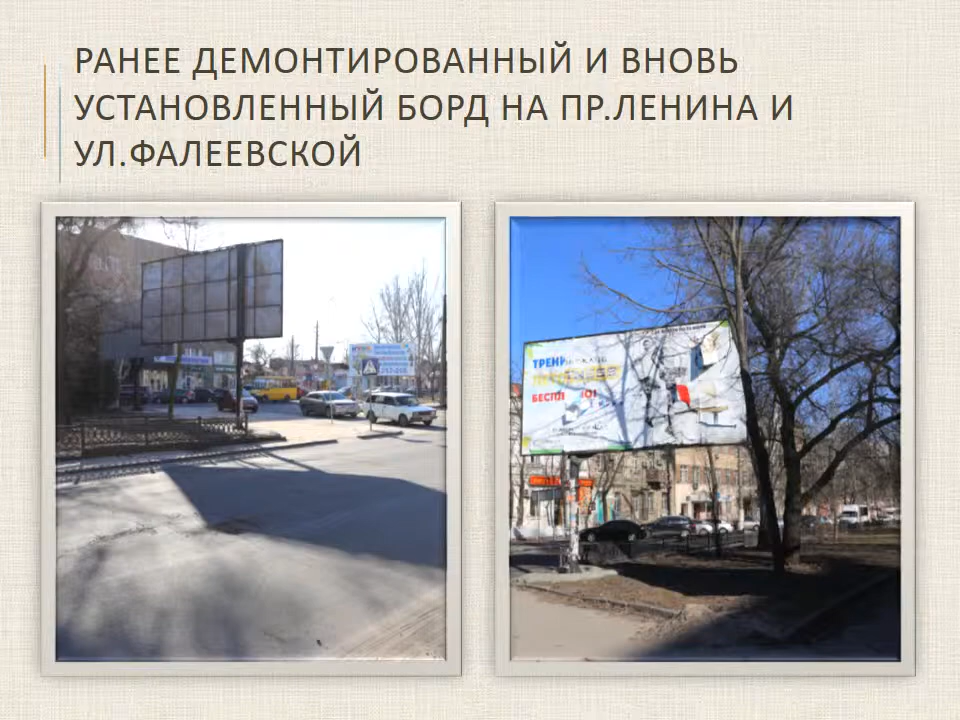 РАНЕЕ ДЕМОНТИРОВАННЫЙ И ВНОВЬ
УСТАНОВЛЕННЫЙ БОРД НА ПР.ЛЕНИНА И
УЛ.ФАЛЕЕВСКОЙ